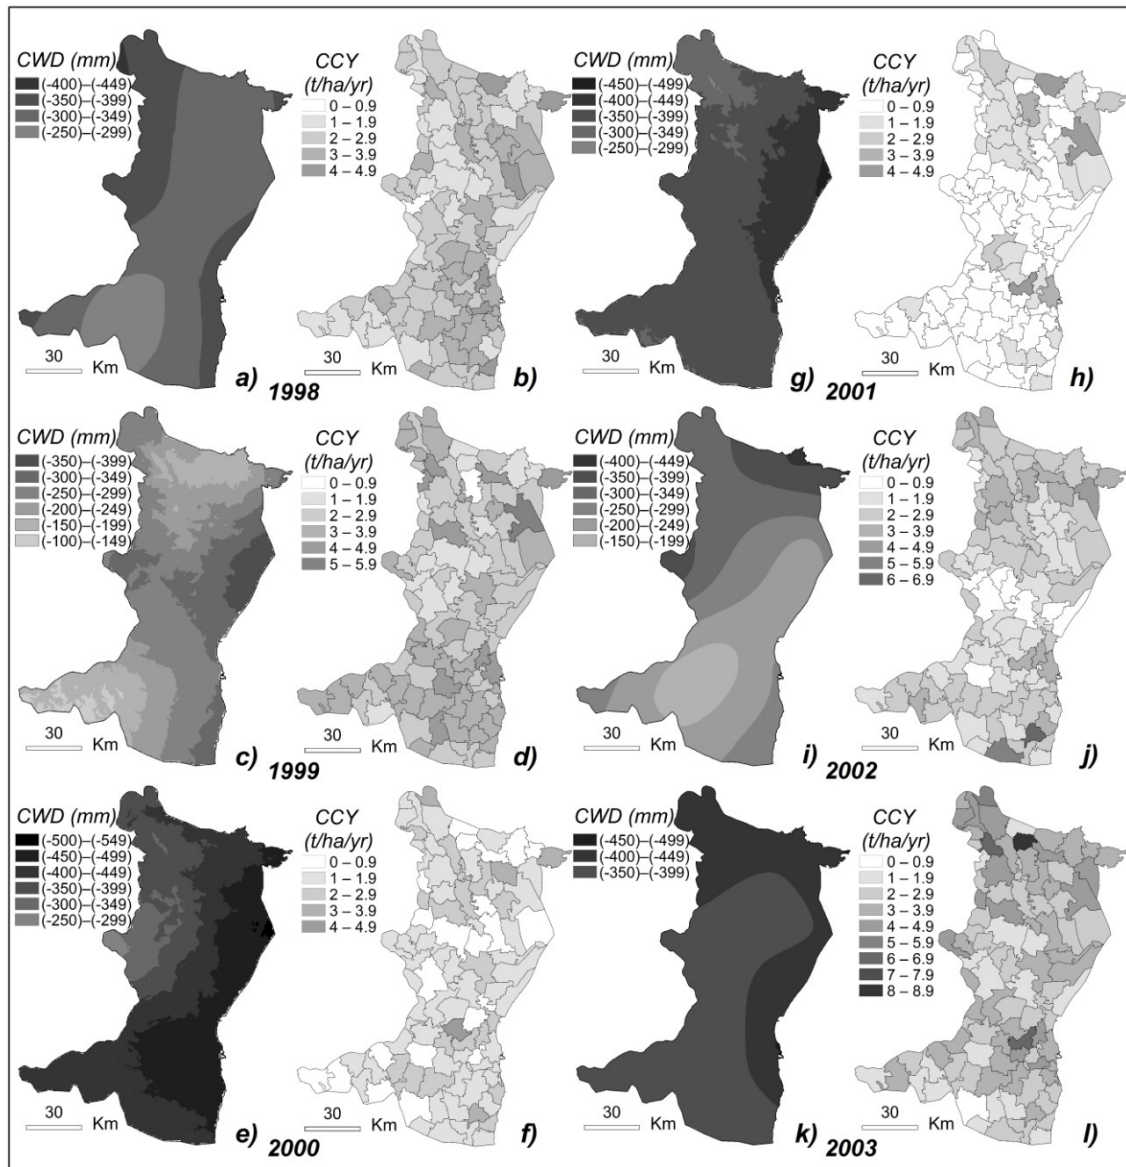 CWD (mm)
(-400)–(-449)
(-350)–(-399)
(-300)–(-349)
(-250)–(-299)
30
Km
a)
CCY
(t/ha/yr)
0 – 0.9
1 – 1.9
2 – 2.9
3 – 3.9
4 – 4.9
30
Km
b)
1998
CWD (mm)
(-450)–(-499)
(-400)–(-449)
(-350)–(-399)
(-300)–(-349)
(-250)–(-299)
30
Km
g)
CCY
(t/ha/yr)
0 – 0.9
1 – 1.9
2 – 2.9
3 – 3.9
4 – 4.9
30
Km
h)
2001
CWD (mm)
(-350)–(-399)
(-300)–(-349)
(-250)–(-299)
(-200)–(-249)
(-150)–(-199)
(-100)–(-149)
30
Km
c)
CCY
(t/ha/yr)
0 – 0.9
1 – 1.9
2 – 2.9
3 – 3.9
4 – 4.9
5 – 5.9
30
Km
d)
1999
CWD (mm)
(-400)–(-449)
(-350)–(-399)
(-300)–(-349)
(-250)–(-299)
(-200)–(-249)
(-150)–(-199)
30
Km
i)
CCY
(t/ha/yr)
0 – 0.9
1 – 1.9
2 – 2.9
3 – 3.9
4 – 4.9
5 – 5.9
6 – 6.9
30
Km
j)
2002
CWD (mm)
(-500)–(-549)
(-450)–(-499)
(-400)–(-449)
(-350)–(-399)
(-300)–(-349)
(-250)–(-299)
30
Km
e)
CCY
(t/ha/yr)
0 – 0.9
1 – 1.9
2 – 2.9
3 – 3.9
4 – 4.9
30
Km
f)
2000
CWD (mm)
(-450)–(-499)
(-400)–(-449)
(-350)–(-399)
30
Km
k)
CCY
(t/ha/yr)
0 – 0.9
1 – 1.9
2 – 2.9
3 – 3.9
4 – 4.9
5 – 5.9
6 – 6.9
7 – 7.9
8 – 8.9
30
Km
l)
2003